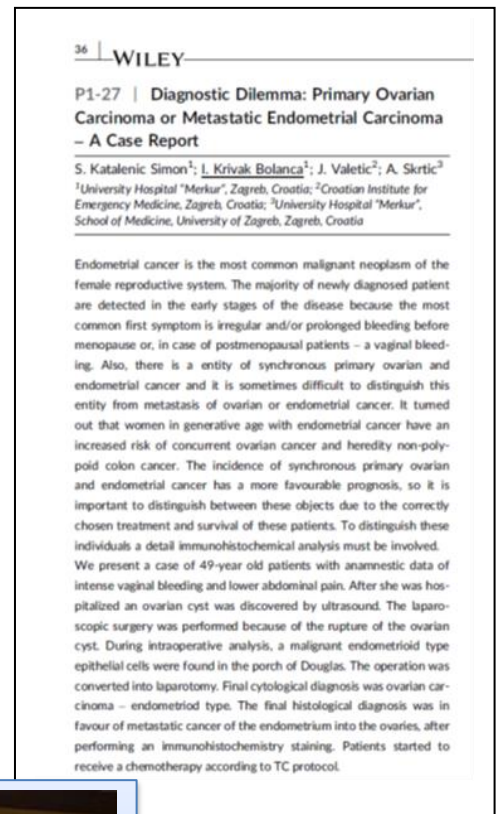 36 | WILEY
P1-27 | Diagnostic Dilemma: Primary Ovarian
Carcinoma or Metastatic Endometrial Carcinoma
– A Case Report
S. Katalenic Simon¹; I. Krivak Bolanca¹; J. Valetic²; A. Skrtic³
¹University Hospital "Merkur", Zagreb, Croatia; ²Croatian Institute for
Emergency Medicine, Zagreb, Croatia; ³University Hospital "Merkur",
School of Medicine, University of Zagreb, Zagreb, Croatia
Endometrial cancer is the most common malignant neoplasm of the
female reproductive system. The majority of newly diagnosed patient
are detected in the early stages of the disease because the most
common first symptom is irregular and/or prolonged bleeding before
menopause or, in case of postmenopausal patients – a vaginal bleed-
ing. Also, there is a entity of synchronous primary ovarian and
endometrial cancer and it is sometimes difficult to distinguish this
entity from metastasis of ovarian or endometrial cancer. It turned
out that women in generative age with endometrial cancer have an
increased risk of concurrent ovarian cancer and heredity non-poly-
poid colon cancer. The incidence of synchronous primary ovarian
and endometrial cancer has a more favourable prognosis, so it is
important to distinguish between these objects due to the correctly
chosen treatment and survival of these patients. To distinguish these
individuals a detail immunohistochemical analysis must be involved.
We present a case of 49-year old patients with anamnestic data of
intense vaginal bleeding and lower abdominal pain. After she was hos-
pitalized an ovarian cyst was discovered by ultrasound. The laparo-
scopic surgery was performed because of the rupture of the ovarian
cyst. During intraoperative analysis, a malignant endometrioid type
epithelial cells were found in the porch of Douglas. The operation was
converted into laparotomy. Final cytological diagnosis was ovarian car-
cinoma – endometriod type. The final histological diagnosis was in
favour of metastatic cancer of the endometrium into the ovaries, after
performing an immunohistochemistry staining. Patients started to
receive a chemotherapy according to TC protocol.